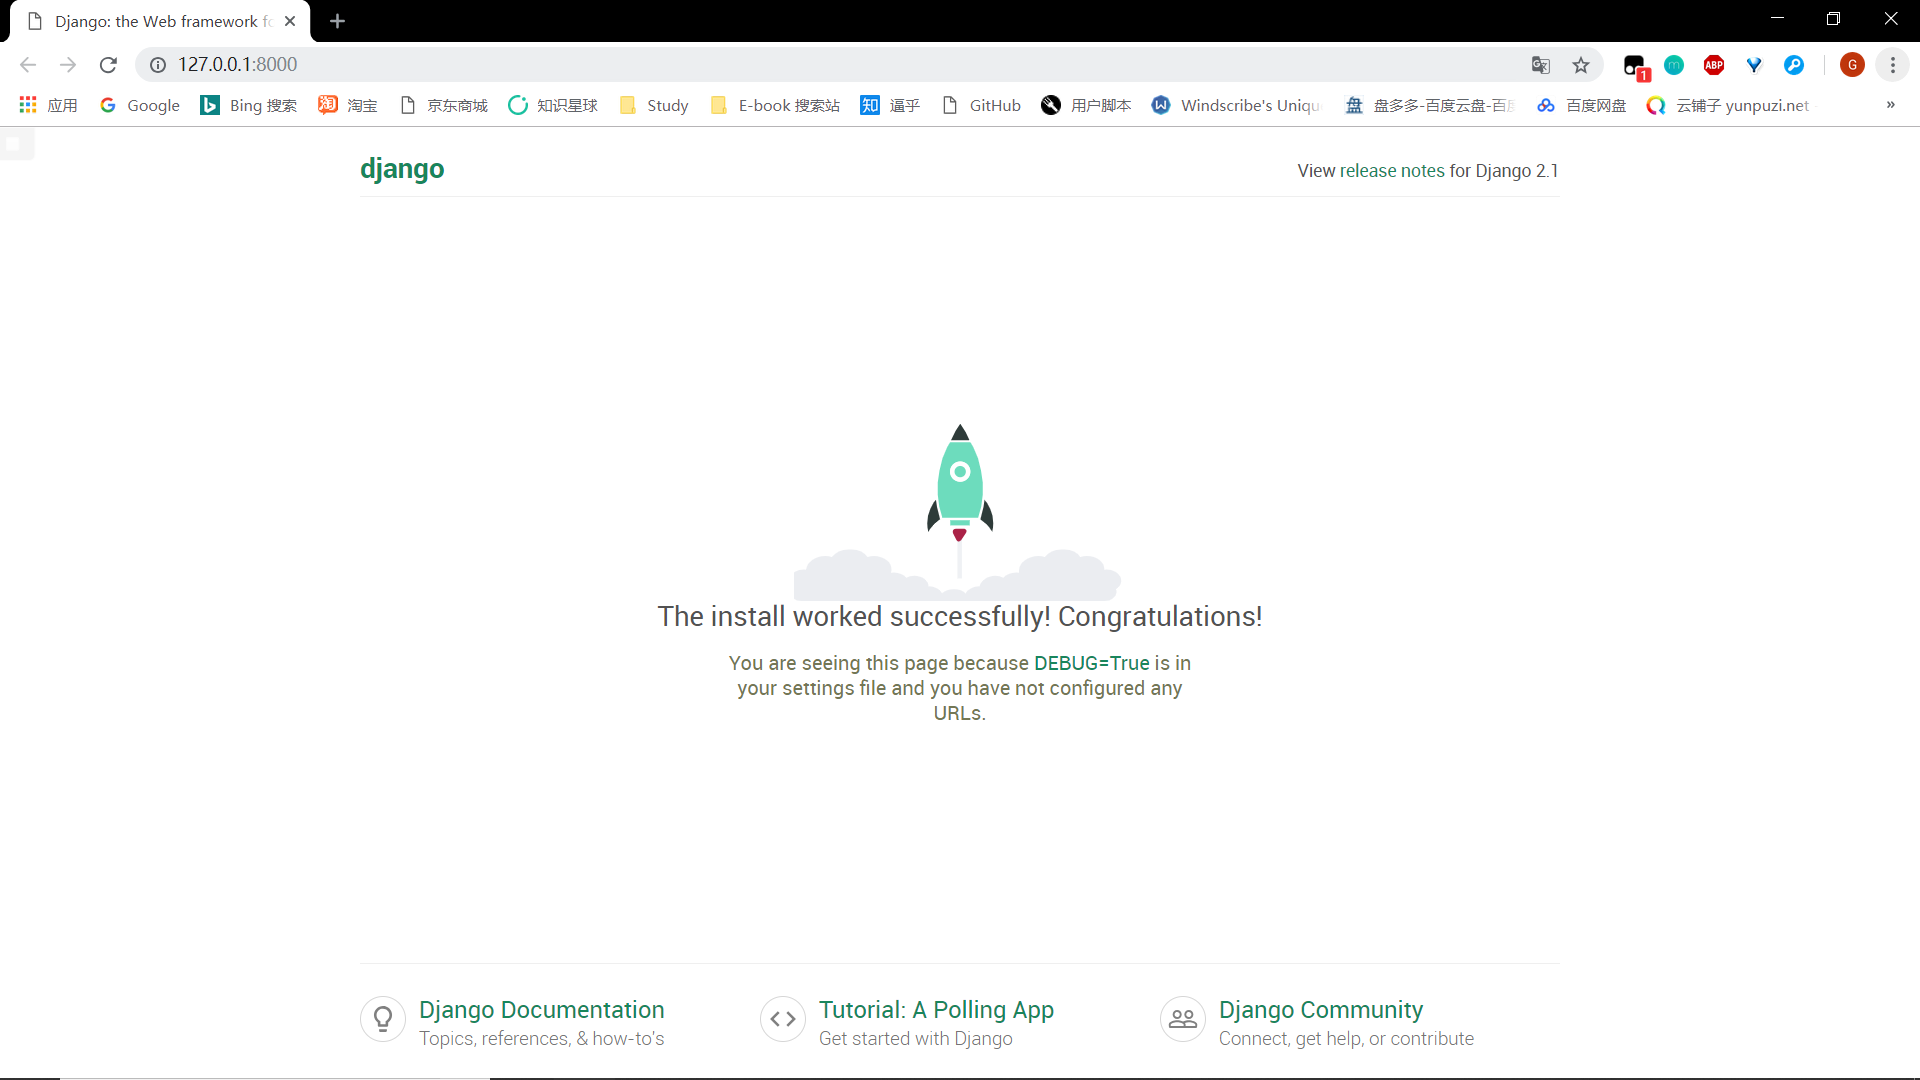 Django: the Web framework fo
127.0.0.1:8000
1
m
ABP
G
应用
Google
Bing 搜索
淘宝
京东商城
知识星球
Study
E-book 搜索站
知 逼乎
GitHub
用户脚本
Windscribe's Uniqu
盘 盘多多-百度云盘-百度
百度网盘
云铺子 yunpuzi.net
»
django
View release notes for Django 2.1
The install worked successfully! Congratulations!
You are seeing this page because DEBUG=True is in
your settings file and you have not configured any
URLs.
Django Documentation
Topics, references, & how-to's
Tutorial: A Polling App
Get started with Django
Django Community
Connect, get help, or contribute